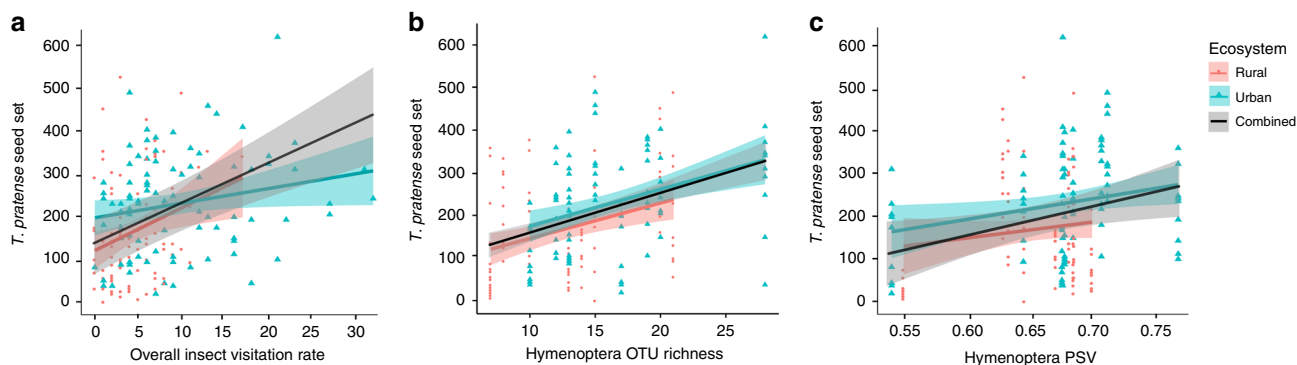 a
T. pratense seed set
600
500
400
300
200
100
0
0 5 10 15 20 25 30
Overall insect visitation rate
b
T. pratense seed set
600
500
400
300
200
100
0
10 15 20 25
Hymenoptera OTU richness
c
T. pratense seed set
600
500
400
300
200
100
0
0.55 0.60 0.65 0.70 0.75
Hymenoptera PSV
Ecosystem
Rural
Urban
Combined